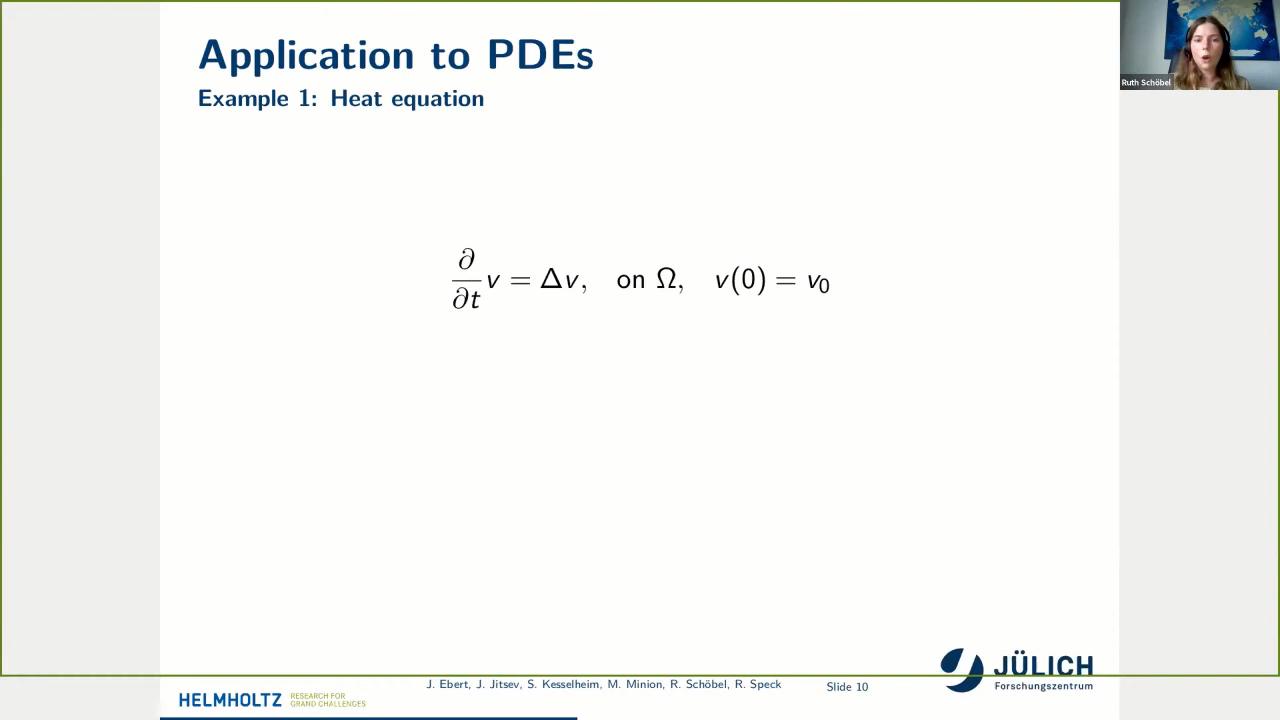 Application to PDEs
Example 1: Heat equation
Ruth Schöbel
∂/∂t v = Δv, on Ω, v(0) = v₀
J. Ebert, J. Jitsev, S. Kesselheim, M. Minion, R. Schöbel, R. Speck
Slide 10
HELMHOLTZ
RESEARCH FOR
GRAND CHALLENGES
JÜLICH
Forschungszentrum